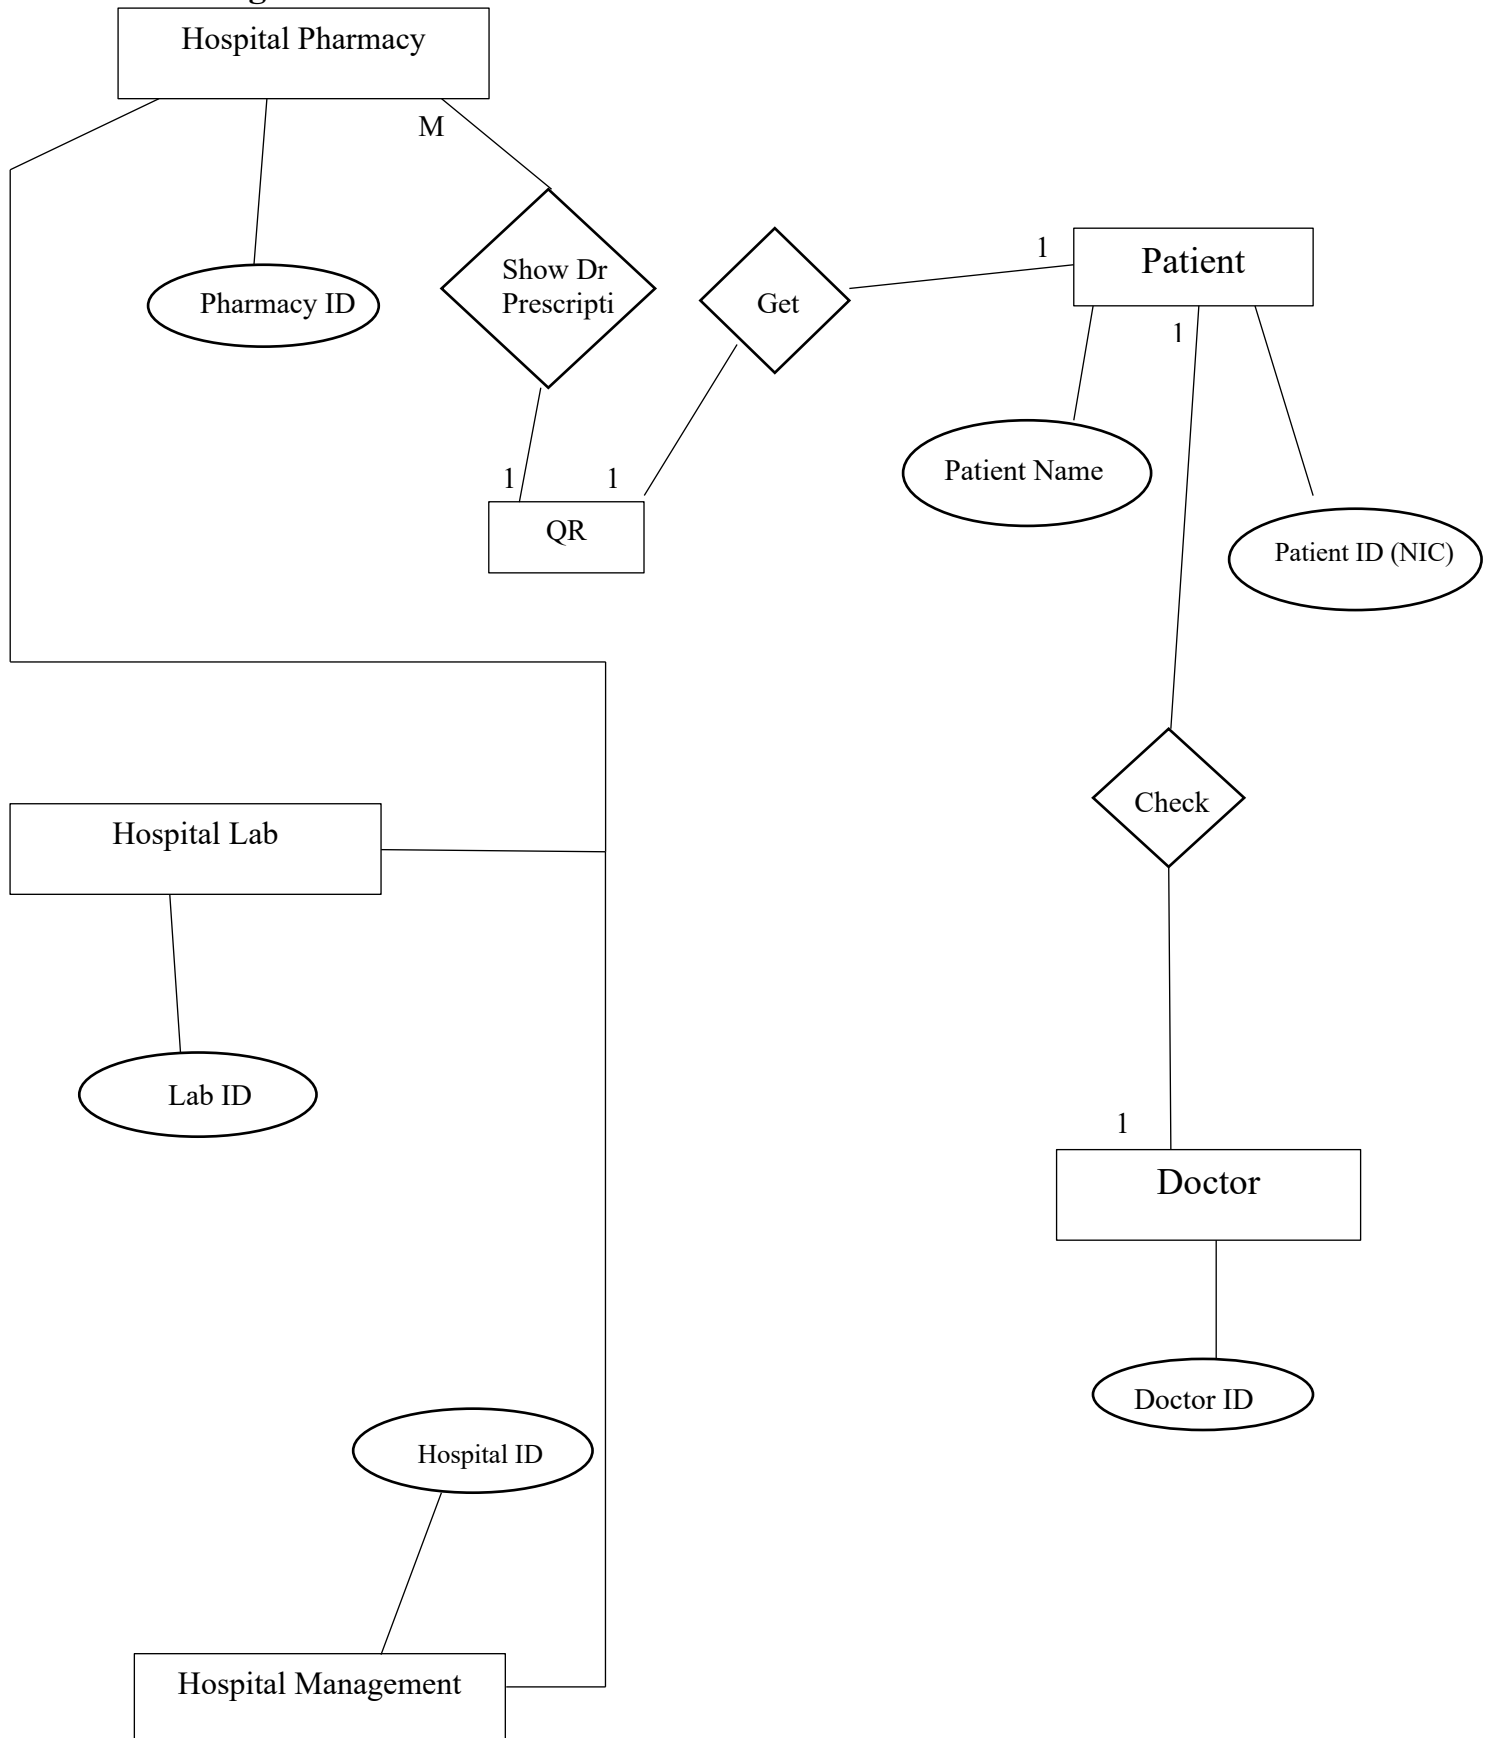 Hospital Pharmacy
M
1
Patient
Show Dr
Prescripti
Get
Pharmacy ID
1
Patient Name
1
1
QR
Patient ID (NIC)
Check
Hospital Lab
Lab ID
1
Doctor
Doctor ID
Hospital ID
Hospital Management